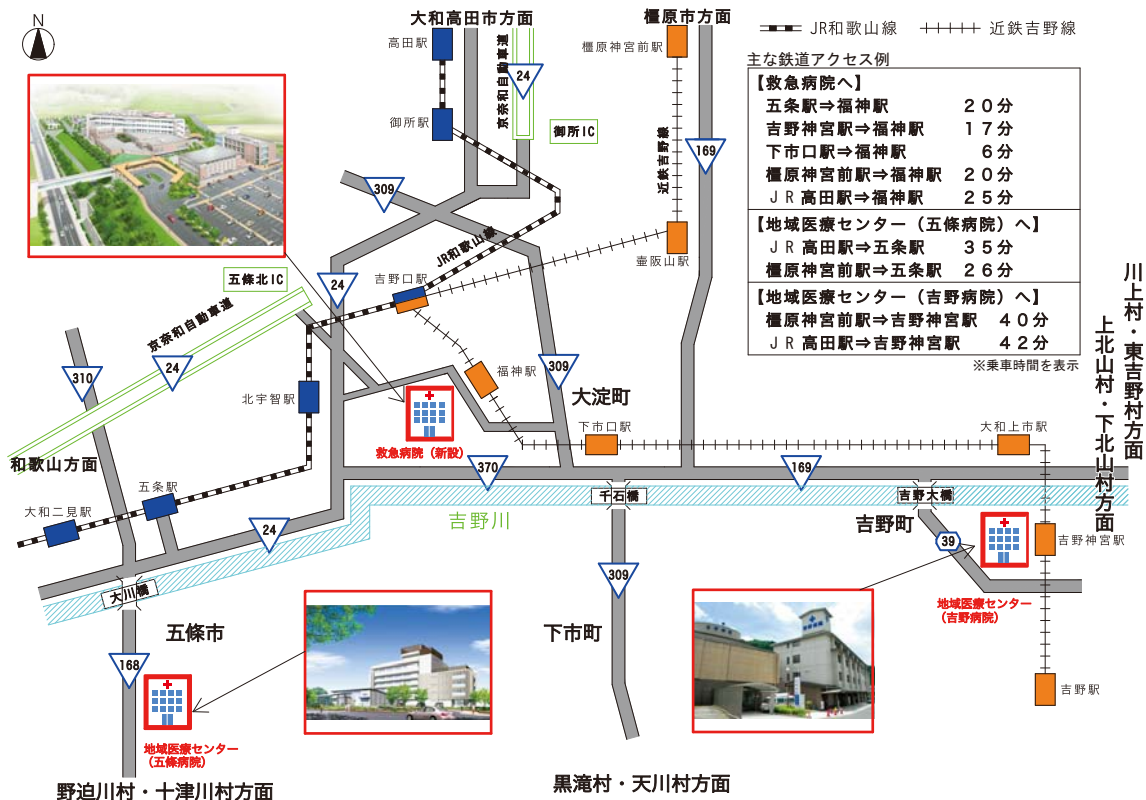 N
大和高田市方面
橿原市方面
JR和歌山線
近鉄吉野線
高田駅
京奈和自動車道
24
橿原神宮前駅
御所駅
御所IC
近鉄吉野線
169
309
主な鉄道アクセス例
【救急病院へ】
五条駅⇒福神駅 20分
吉野神宮駅⇒福神駅 17分
下市口駅⇒福神駅 6分
橿原神宮前駅⇒福神駅 20分
JR高田駅⇒福神駅 25分
【地域医療センター（五條病院）へ】
JR高田駅⇒五条駅 35分
橿原神宮前駅⇒五条駅 26分
【地域医療センター（吉野病院）へ】
橿原神宮前駅⇒吉野神宮駅 40分
JR高田駅⇒吉野神宮駅 42分
※乗車時間を表示
JR和歌山線
壷阪山駅
五條北IC
24
吉野口駅
京奈和自動車道
24
310
北宇智駅
福神駅
309
大淀町
川上村・東吉野村方面
上北山村・下北山村方面
救急病院（新設）
下市口駅
大和上市駅
和歌山方面
370
169
五条駅
大和二見駅
千石橋
吉野大橋
吉野川
24
吉野町
39
吉野神宮駅
309
大川橋
地域医療センター
（吉野病院）
五條市
下市町
168
吉野駅
地域医療センター
（五條病院）
野迫川村・十津川村方面
黒滝村・天川村方面